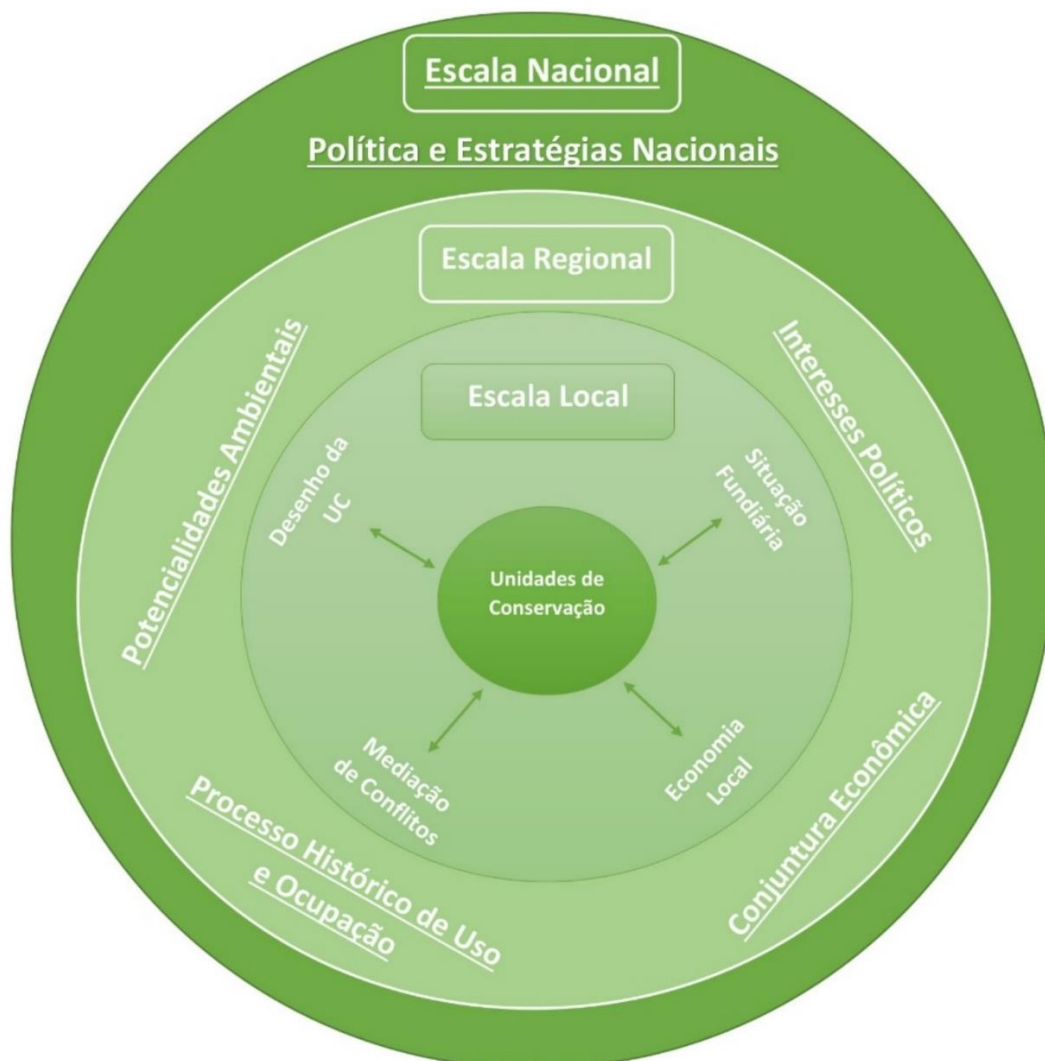 Escala Nacional
Política e Estratégias Nacionais
Escala Regional
Potencialidades Ambientais
Interesses Políticos
Escala Local
Desenho da
UC
Situação
Fundiária
Unidades de
Conservação
Mediação
de Conflitos
Economia
Local
Processo Histórico de Uso
e Ocupação
Conjuntura Econômica